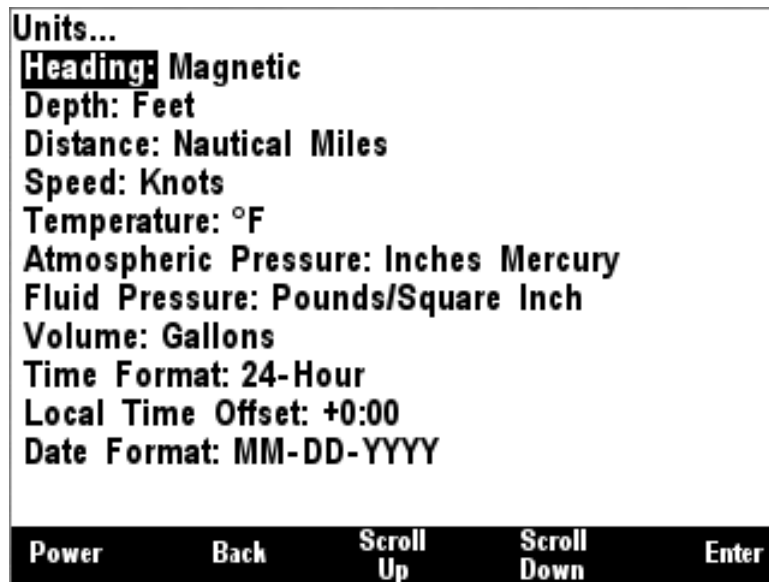 Units...
Heading: Magnetic
Depth: Feet
Distance: Nautical Miles
Speed: Knots
Temperature: °F
Atmospheric Pressure: Inches Mercury
Fluid Pressure: Pounds/Square Inch
Volume: Gallons
Time Format: 24-Hour
Local Time Offset: +0:00
Date Format: MM-DD-YYYY
Power Back Scroll Up Scroll Down Enter